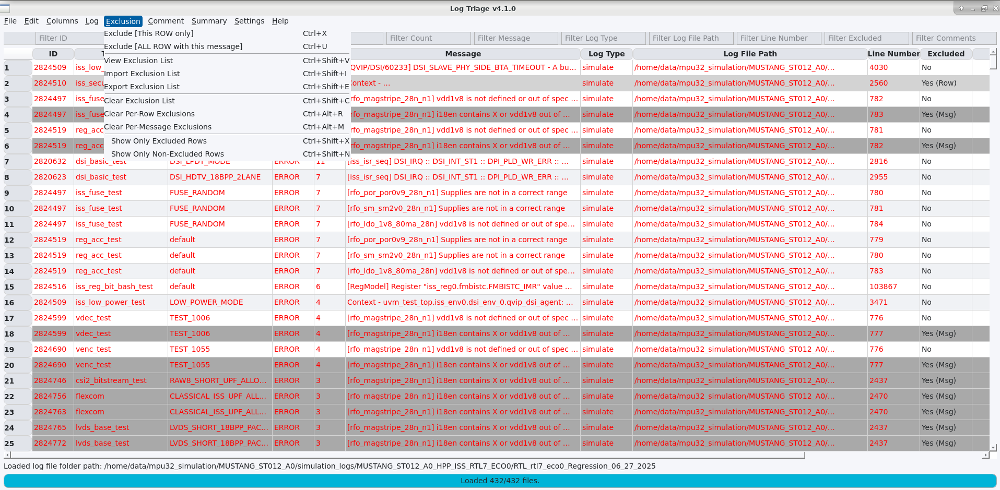 Log Triage v4.1.0
File Edit Columns Log Exclusion Comment Summary Settings Help
Exclude [This ROW only] Ctrl+X
Exclude [ALL ROW with this message] Ctrl+U
View Exclusion List Ctrl+Shift+V
Import Exclusion List Ctrl+Shift+I
Export Exclusion List Ctrl+Shift+E
Clear Exclusion List Ctrl+Shift+C
Clear Per-Row Exclusions Ctrl+Alt+R
Clear Per-Message Exclusions Ctrl+Alt+M
Show Only Excluded Rows Ctrl+Shift+X
Show Only Non-Excluded Rows Ctrl+Shift+N
Filter ID Filter Count Filter Message Filter Log Type Filter Log File Path Filter Line Number Filter Excluded Filter Comments
ID Message Log Type Log File Path Line Number Excluded
1 2824509 iss_low_ QVIP/DSI/60233] DSI_SLAVE_PHY_SIDE_BTA_TIMEOUT - A bu... simulate /home/data/mpu32_simulation/MUSTANG_ST012_A0/... 4030 No
2 2824510 iss_secu Context - ... simulate /home/data/mpu32_simulation/MUSTANG_ST012_A0/... 2560 Yes (Row)
3 2824497 iss_fuse rfo_magstripe_28n_n1] vdd1v8 is not defined or out of spec ... simulate /home/data/mpu32_simulation/MUSTANG_ST012_A0/... 782 No
4 2824497 iss_fuse rfo_magstripe_28n_n1] i18en contains X or vdd1v8 out of ... simulate /home/data/mpu32_simulation/MUSTANG_ST012_A0/... 783 Yes (Msg)
5 2824519 reg_acc rfo_magstripe_28n_n1] vdd1v8 is not defined or out of spec ... simulate /home/data/mpu32_simulation/MUSTANG_ST012_A0/... 781 No
6 2824519 reg_acc rfo_magstripe_28n_n1] i18en contains X or vdd1v8 out of ... simulate /home/data/mpu32_simulation/MUSTANG_ST012_A0/... 782 Yes (Msg)
7 2820632 dsi_basic_test DSI_LPDT_MODE ERROR 11 [iss_isr_seq] DSI_IRQ :: DSI_INT_ST1 :: DPI_PLD_WR_ERR :: ... simulate /home/data/mpu32_simulation/MUSTANG_ST012_A0/... 2816 No
8 2820623 dsi_basic_test DSI_HDTV_18BPP_2LANE ERROR 7 [iss_isr_seq] DSI_IRQ :: DSI_INT_ST1 :: DPI_PLD_WR_ERR :: ... simulate /home/data/mpu32_simulation/MUSTANG_ST012_A0/... 2955 No
9 2824497 iss_fuse_test FUSE_RANDOM ERROR 7 [rfo_por_por0v9_28n_n1] Supplies are not in a correct range simulate /home/data/mpu32_simulation/MUSTANG_ST012_A0/... 780 No
10 2824497 iss_fuse_test FUSE_RANDOM ERROR 7 [rfo_sm_sm2v0_28n_n1] Supplies are not in a correct range simulate /home/data/mpu32_simulation/MUSTANG_ST012_A0/... 781 No
11 2824497 iss_fuse_test FUSE_RANDOM ERROR 7 [rfo_ldo_1v8_80ma_28n] vdd1v8 is not defined or out of spe... simulate /home/data/mpu32_simulation/MUSTANG_ST012_A0/... 784 No
12 2824519 reg_acc_test default ERROR 7 [rfo_por_por0v9_28n_n1] Supplies are not in a correct range simulate /home/data/mpu32_simulation/MUSTANG_ST012_A0/... 779 No
13 2824519 reg_acc_test default ERROR 7 [rfo_sm_sm2v0_28n_n1] Supplies are not in a correct range simulate /home/data/mpu32_simulation/MUSTANG_ST012_A0/... 780 No
14 2824519 reg_acc_test default ERROR 7 [rfo_ldo_1v8_80ma_28n] vdd1v8 is not defined or out of spe... simulate /home/data/mpu32_simulation/MUSTANG_ST012_A0/... 783 No
15 2824516 iss_reg_bit_bash_test default ERROR 6 [RegModel] Register "iss_reg0.fmbistc.FMBISTC_IMR" value ... simulate /home/data/mpu32_simulation/MUSTANG_ST012_A0/... 103867 No
16 2824509 iss_low_power_test LOW_POWER_MODE ERROR 4 Context - uvm_test_top.iss_env0.dsi_env_0.qvip_dsi_agent: ... simulate /home/data/mpu32_simulation/MUSTANG_ST012_A0/... 3471 No
17 2824599 vdec_test TEST_1006 ERROR 4 [rfo_magstripe_28n_n1] vdd1v8 is not defined or out of spec ... simulate /home/data/mpu32_simulation/MUSTANG_ST012_A0/... 776 No
18 2824599 vdec_test TEST_1006 ERROR 4 [rfo_magstripe_28n_n1] i18en contains X or vdd1v8 out of ... simulate /home/data/mpu32_simulation/MUSTANG_ST012_A0/... 777 Yes (Msg)
19 2824690 venc_test TEST_1055 ERROR 4 [rfo_magstripe_28n_n1] vdd1v8 is not defined or out of spec ... simulate /home/data/mpu32_simulation/MUSTANG_ST012_A0/... 776 No
20 2824690 venc_test TEST_1055 ERROR 4 [rfo_magstripe_28n_n1] i18en contains X or vdd1v8 out of ... simulate /home/data/mpu32_simulation/MUSTANG_ST012_A0/... 777 Yes (Msg)
21 2824746 csi2_bitstream_test RAW8_SHORT_UPF_ALLO... ERROR 3 [rfo_magstripe_28n_n1] i18en contains X or vdd1v8 out of ... simulate /home/data/mpu32_simulation/MUSTANG_ST012_A0/... 2437 Yes (Msg)
22 2824756 flexcom CLASSICAL_ISS_UPF_ALL... ERROR 3 [rfo_magstripe_28n_n1] i18en contains X or vdd1v8 out of ... simulate /home/data/mpu32_simulation/MUSTANG_ST012_A0/... 2470 Yes (Msg)
23 2824763 flexcom CLASSICAL_ISS_UPF_ALL... ERROR 3 [rfo_magstripe_28n_n1] i18en contains X or vdd1v8 out of ... simulate /home/data/mpu32_simulation/MUSTANG_ST012_A0/... 2470 Yes (Msg)
24 2824765 lvds_base_test LVDS_SHORT_18BPP_PAC... ERROR 3 [rfo_magstripe_28n_n1] i18en contains X or vdd1v8 out of ... simulate /home/data/mpu32_simulation/MUSTANG_ST012_A0/... 2437 Yes (Msg)
25 2824772 lvds_base_test LVDS_SHORT_18BPP_PAC... ERROR 3 [rfo_magstripe_28n_n1] i18en contains X or vdd1v8 out of ... simulate /home/data/mpu32_simulation/MUSTANG_ST012_A0/... 2437 Yes (Msg)
Loaded log file folder path: /home/data/mpu32_simulation/MUSTANG_ST012_A0/simulation_logs/MUSTANG_ST012_A0_HPP_ISS_RTL7_ECO0/RTL_rtl7_eco0_Regression_06_27_2025
Loaded 432/432 files.